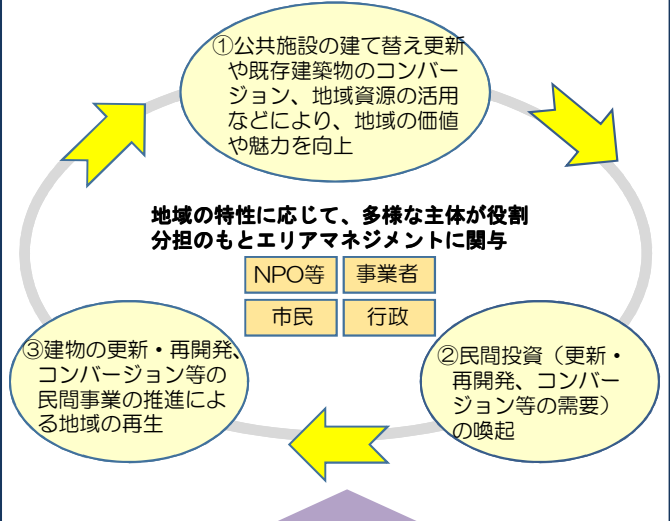 ①公共施設の建て替え更新
や既存建築物のコンバー
ジョン、地域資源の活用
などにより、地域の価値
や魅力を向上
地域の特性に応じて、多様な主体が役割
分担のもとエリアマネジメントに関与
NPO等
事業者
市民
行政
②民間投資（更新・
再開発、コンバー
ジョン等の需要）
の喚起
③建物の更新・再開発、
コンバージョン等の
民間事業の推進によ
る地域の再生